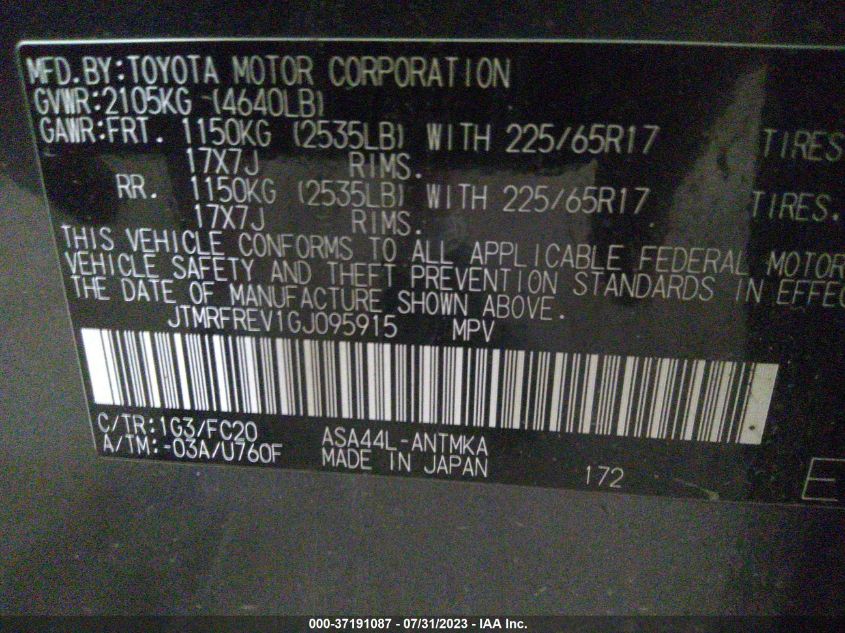 MFD.BY:TOYOTA MOTOR CORPORATION
GVWR:2105KG (4640LB)
GAWR:FRT. 1150KG (2535LB) WITH 225/65R17 TIRES
17X7J RIMS.
RR. 1150KG (2535LB) WITH 225/65R17 TIRES.
17X7J RIMS.
THIS VEHICLE CONFORMS TO ALL APPLICABLE FEDERAL MOTOR
VEHICLE SAFETY AND THEFT PREVENTION STANDARDS IN EFFEC
THE DATE OF MANUFACTURE SHOWN ABOVE.
JTMRFREV1GJ095915 MPV
C/TR:1G3/FC20
A/TM:-03A/U760F
ASA44L-ANTMKA
MADE IN JAPAN
172
E
000-37191087 - 07/31/2023 - IAA Inc.